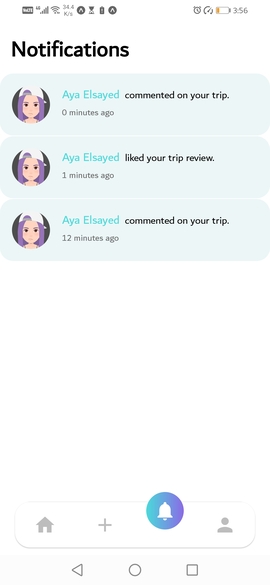 34.4
K/s
3:56
Notifications
Aya Elsayed commented on your trip.
0 minutes ago
Aya Elsayed liked your trip review.
1 minutes ago
Aya Elsayed commented on your trip.
12 minutes ago